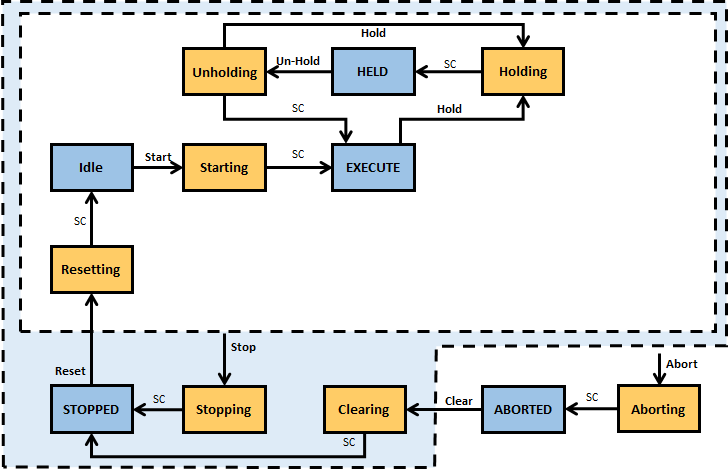 Hold
Unholding
Un-Hold
HELD
SC
Holding
SC
Hold
Idle
Start
Starting
SC
EXECUTE
SC
Resetting
Stop
Reset
Abort
STOPPED
SC
Stopping
Clearing
Clear
ABORTED
SC
Aborting
SC